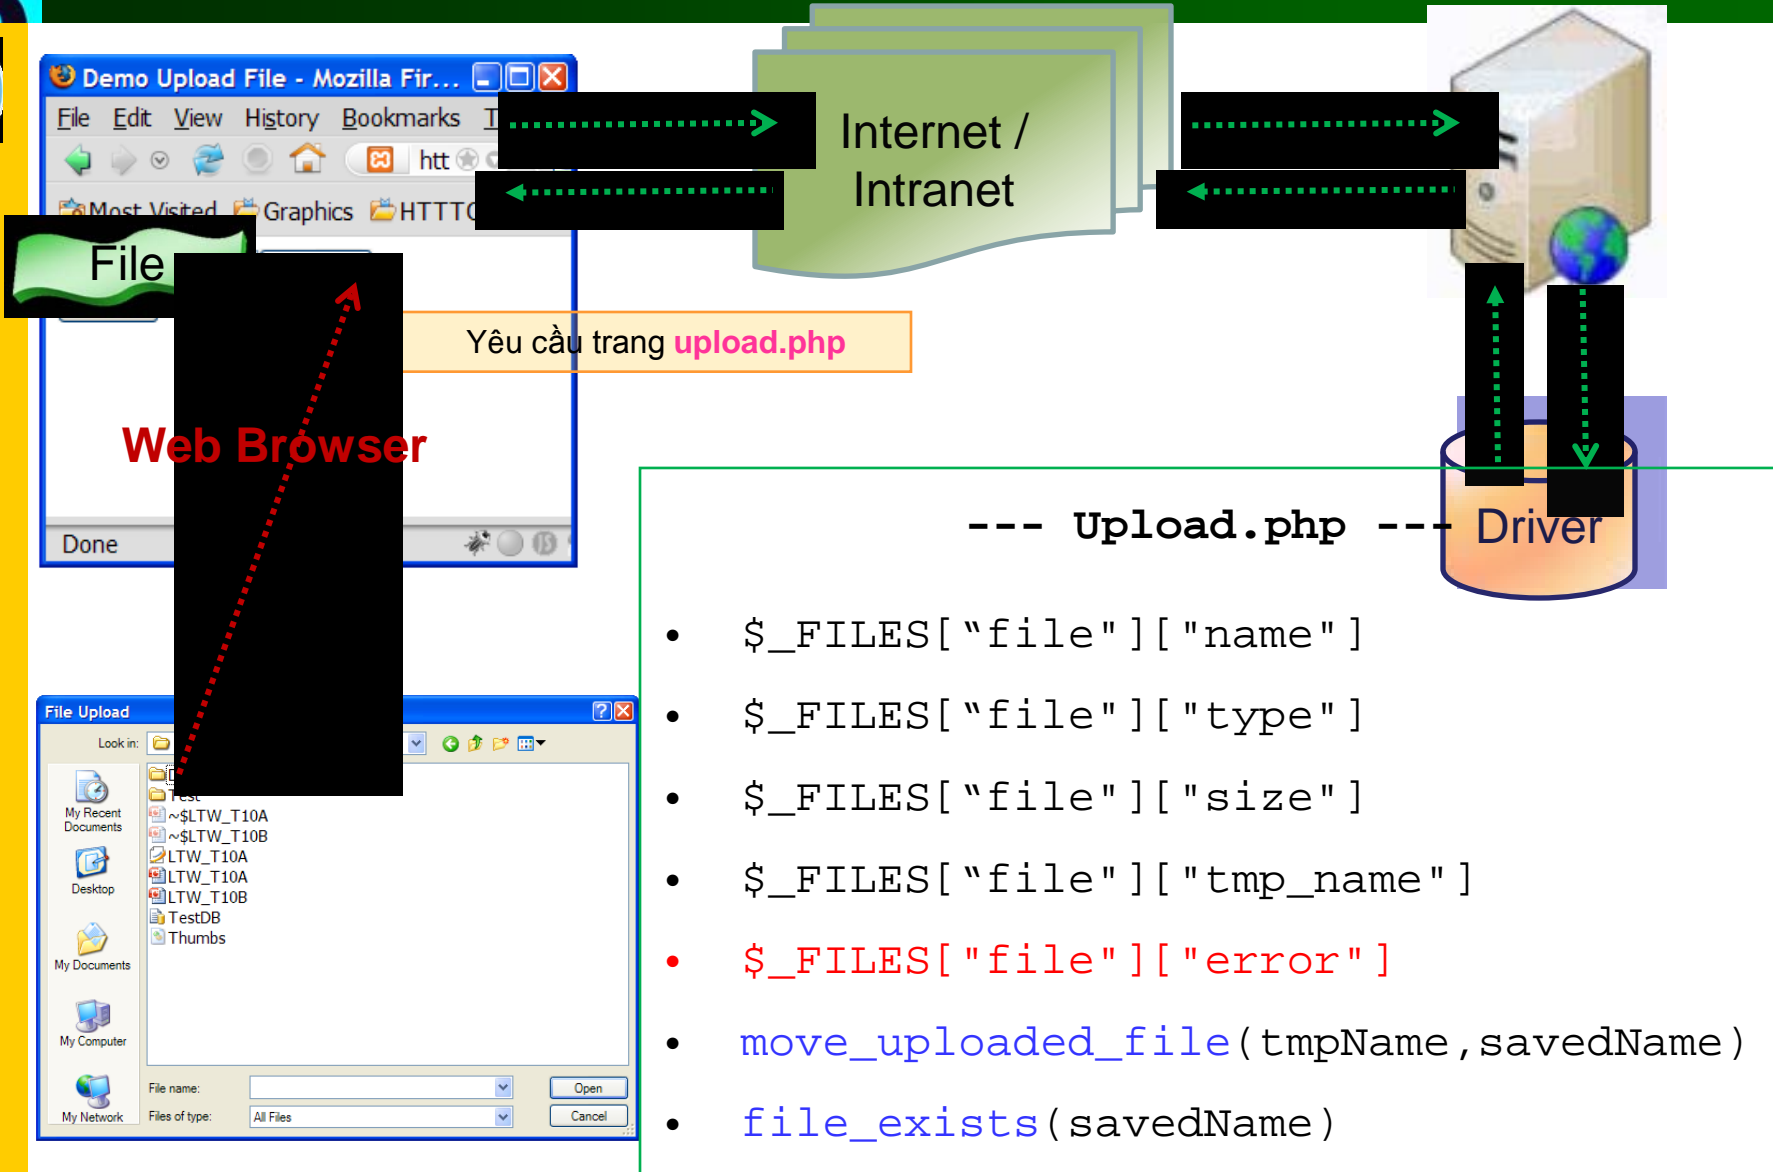 Demo Upload File - Mozilla Fir...
File Edit View History Bookmarks
htt
Most Visited Graphics HTTT
File
Internet /
Intranet
Yêu cầu trang upload.php
Web Browser
Done
--- Upload.php ---
Driver
$_FILES[“file"]["name"]
$_FILES[“file"]["type"]
$_FILES[“file"]["size"]
$_FILES[“file"]["tmp_name"]
$_FILES["file"]["error"]
move_uploaded_file(tmpName,savedName)
file_exists(savedName)
File Upload
Look in:
My Recent
Documents
Desktop
My Documents
My Computer
My Network
Test
~$LTW_T10A
~$LTW_T10B
LTW_T10A
LTW_T10A
LTW_T10B
TestDB
Thumbs
File name:
Open
Files of type:
All Files
Cancel